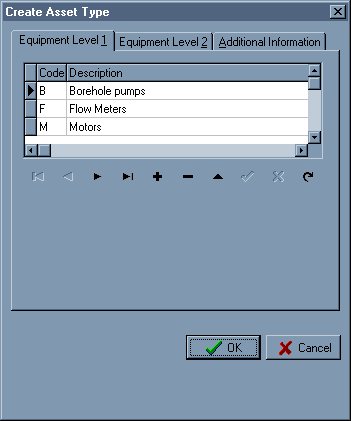 Create Asset Type
Equipment Level 1 Equipment Level 2 Additional Information
Code Description
B Borehole pumps
F Flow Meters
M Motors
OK Cancel